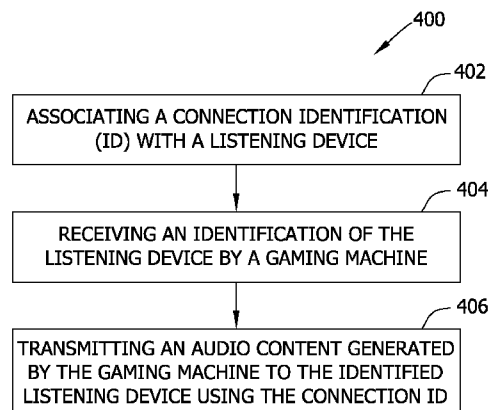 400
402
ASSOCIATING A CONNECTION IDENTIFICATION
(ID) WITH A LISTENING DEVICE
404
RECEIVING AN IDENTIFICATION OF THE
LISTENING DEVICE BY A GAMING MACHINE
406
TRANSMITTING AN AUDIO CONTENT GENERATED
BY THE GAMING MACHINE TO THE IDENTIFIED
LISTENING DEVICE USING THE CONNECTION ID